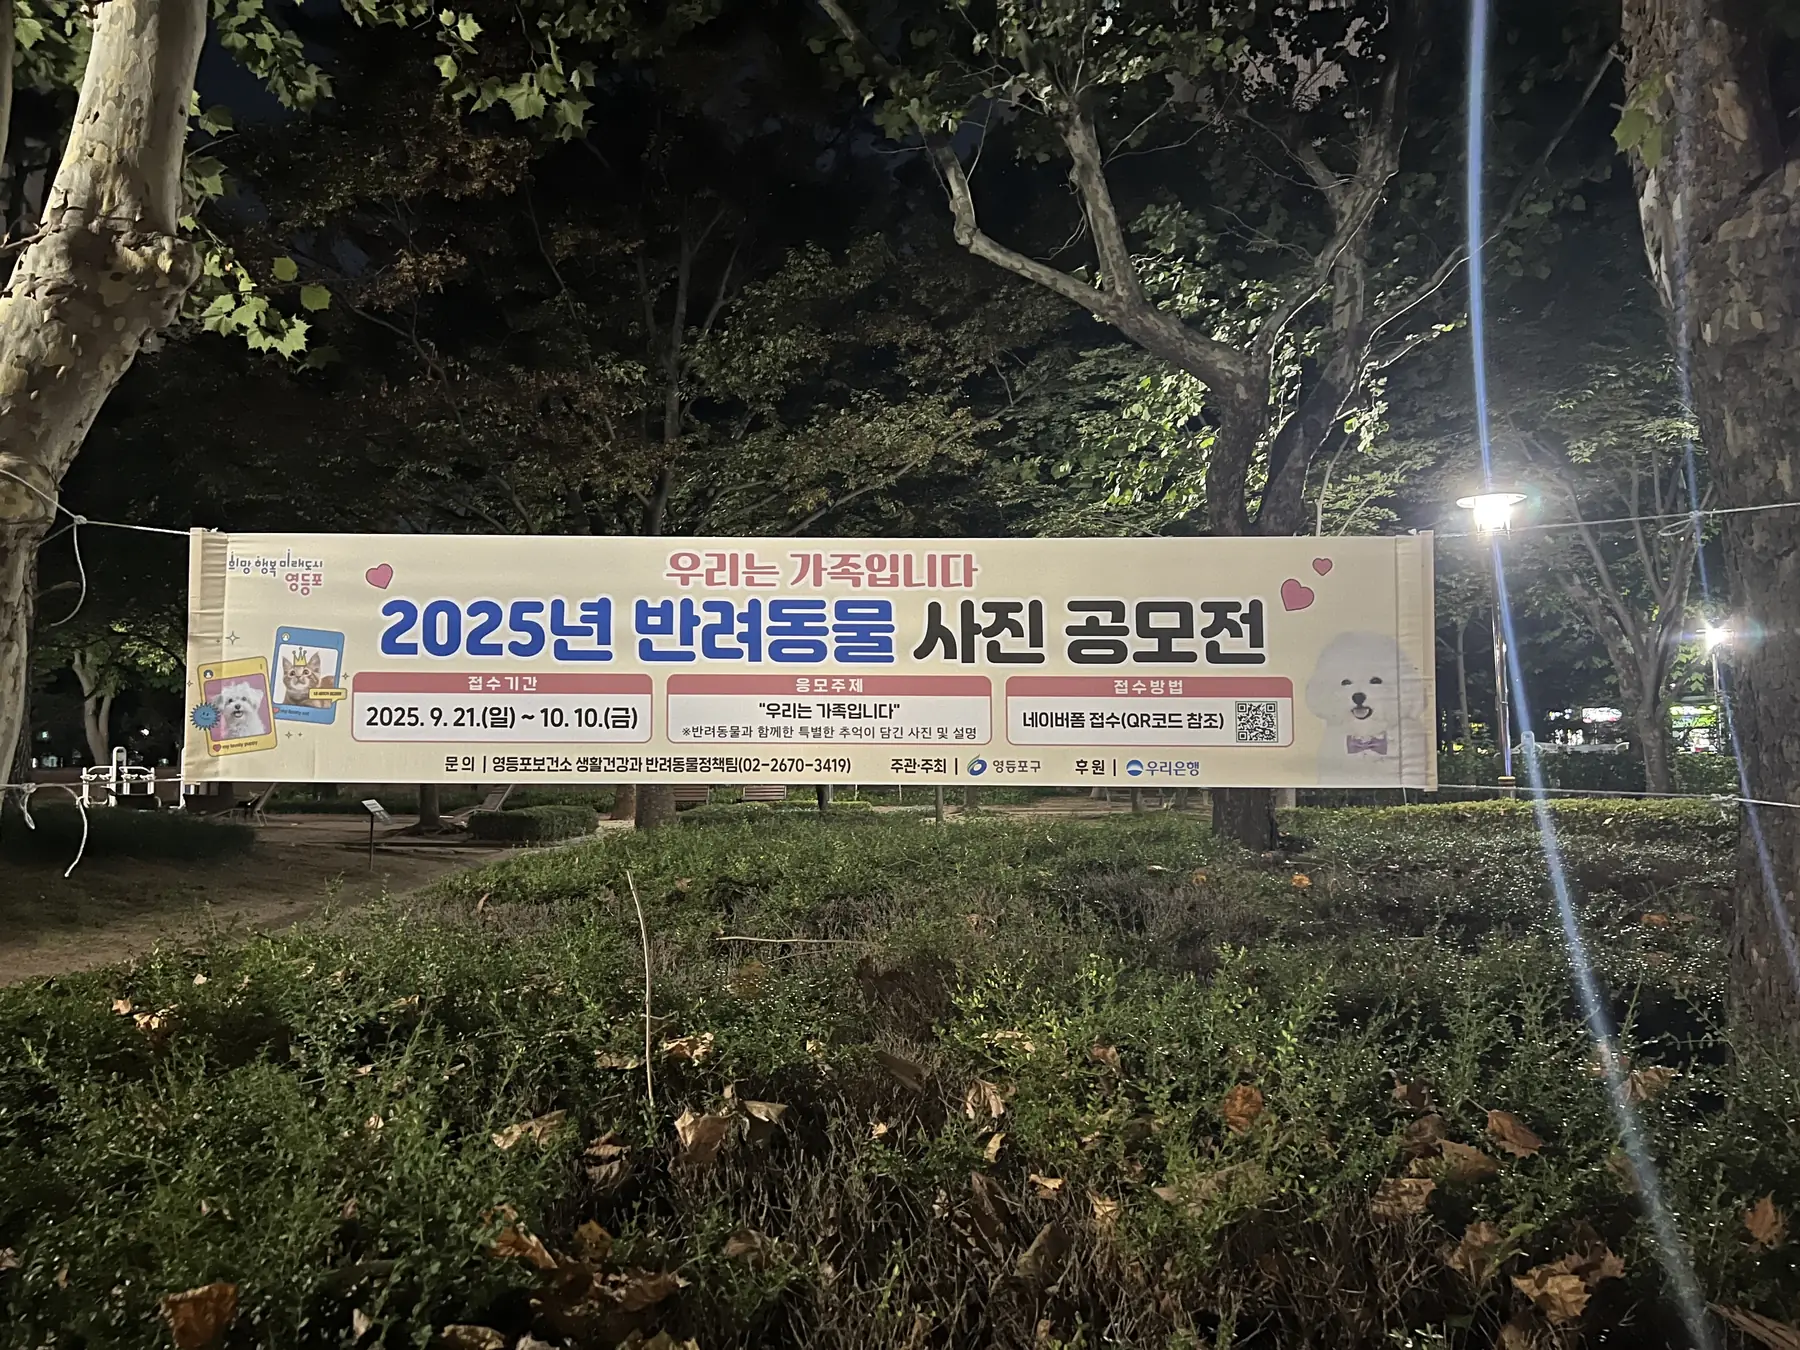 희망 행복 미래도시
영등포
우리는 가족입니다
2025년 반려동물 사진 공모전
접수기간
2025. 9. 21.(일) ~ 10. 10.(금)
응모주제
"우리는 가족입니다"
※반려동물과 함께한 특별한 추억이 담긴 사진 및 설명
접수방법
네이버폼 접수(QR코드 참조)
my lovely puppy
my lovely cat
문 의 | 영등포보건소 생활건강과 반려동물정책팀(02-2670-3419)
주관·주최 | 영등포구
후 원 | 우리은행